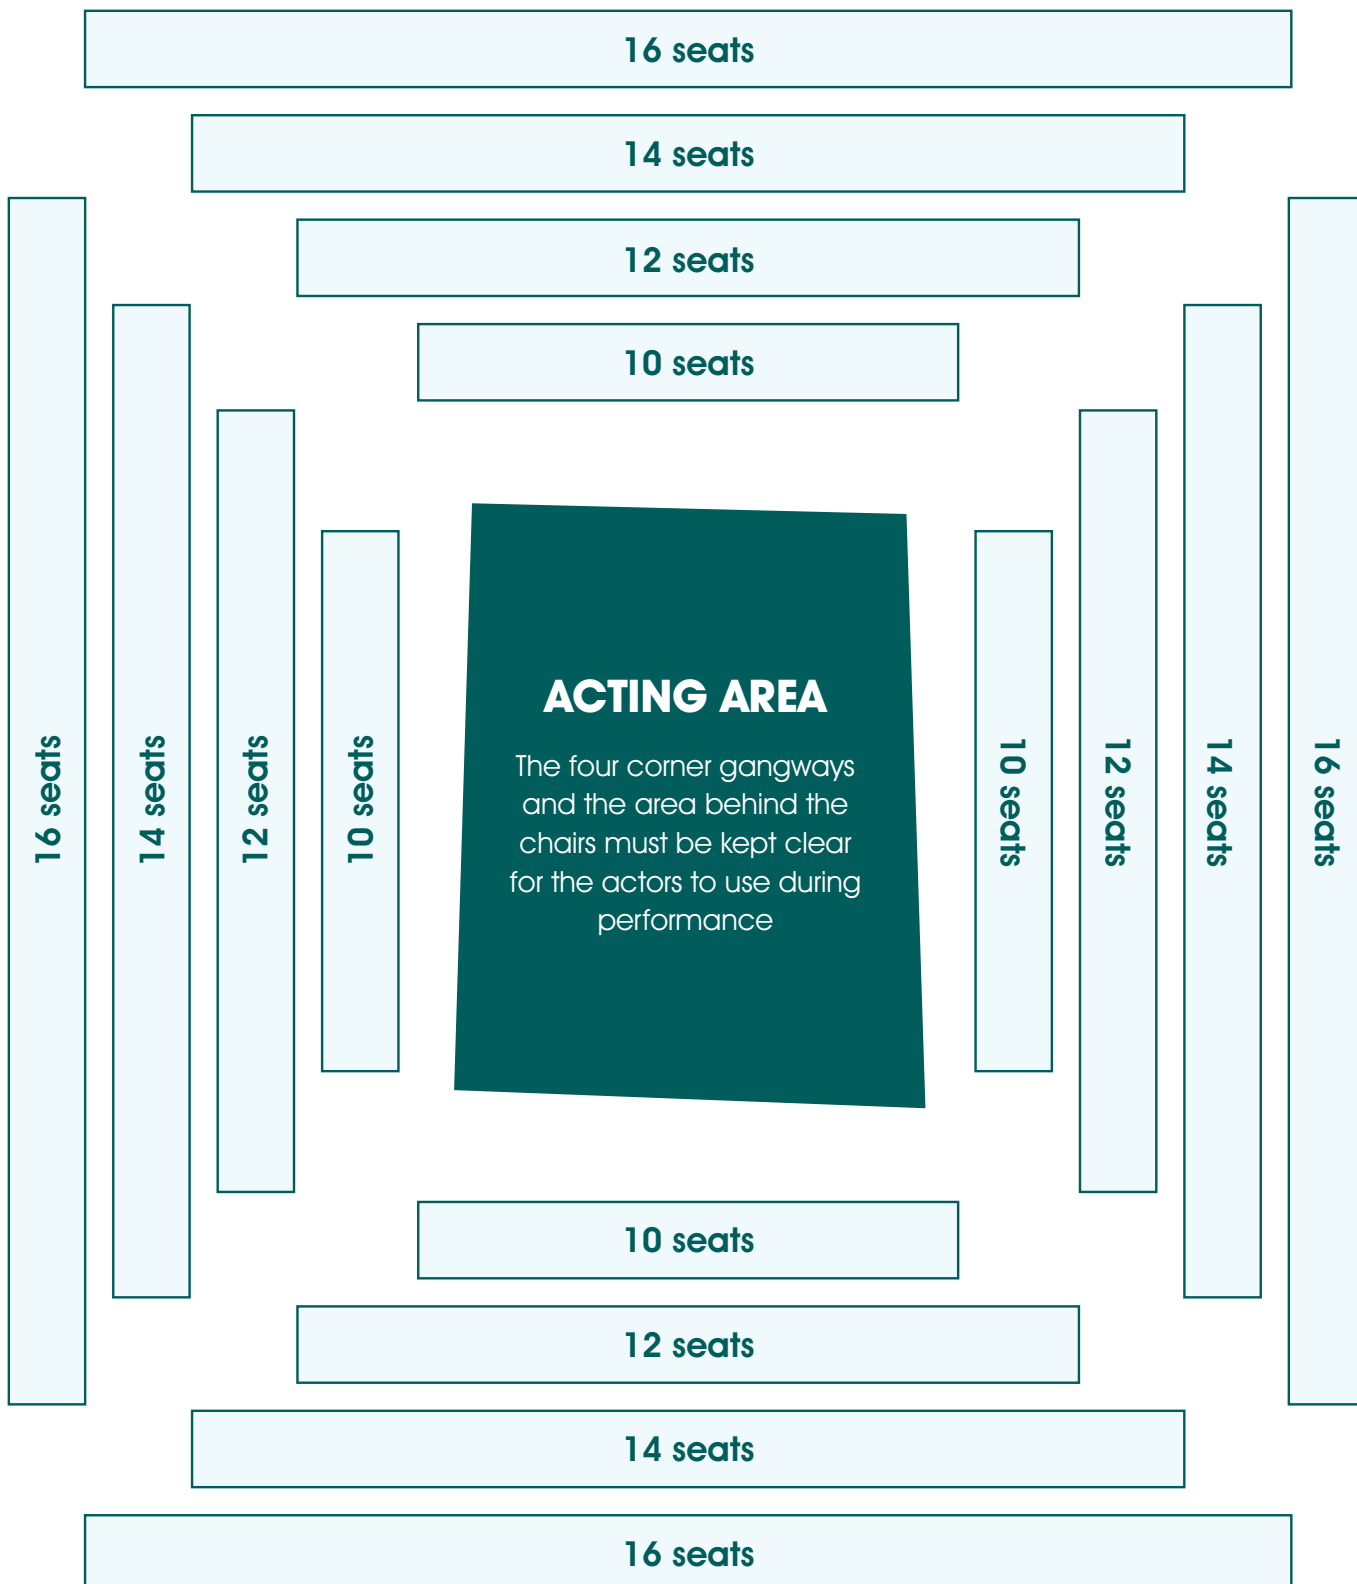 16 seats
14 seats
12 seats
10 seats
16 seats
14 seats
12 seats
10 seats
ACTING AREA
The four corner gangways
and the area behind the
chairs must be kept clear
for the actors to use during
performance
10 seats
12 seats
14 seats
16 seats
10 seats
12 seats
14 seats
16 seats